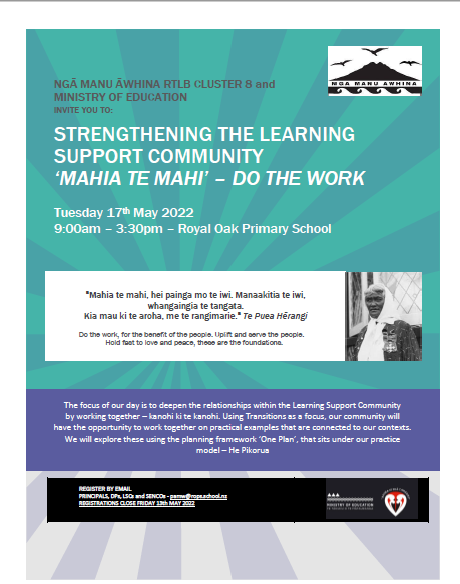 NGA MANU AWHINA
NGĀ MANU ĀWHINA RTLB CLUSTER 8 and
MINISTRY OF EDUCATION
INVITE YOU TO:
STRENGTHENING THE LEARNING
SUPPORT COMMUNITY
‘MAHIA TE MAHI’ – DO THE WORK
Tuesday 17th May 2022
9:00am – 3:30pm – Royal Oak Primary School
"Mahia te mahi, hei painga mo te iwi. Manaakitia te iwi,
whangaingia te tangata.
Kia mau ki te aroha, me te rangimarie." Te Puea Hērangi
Do the work, for the benefit of the people. Uplift and serve the people.
Hold fast to love and peace, these are the foundations.
The focus of our day is to deepen the relationships within the Learning Support Community
by working together – kanohi ki te kanohi. Using Transitions as a focus, our community will
have the opportunity to work together on practical examples that are connected to our contexts.
We will explore these using the planning framework ‘One Plan’, that sits under our practice
model – He Pikorua
REGISTER BY EMAIL
PRINCIPALS, DPs, LSCs and SENCOs - pamw@rops.school.nz
REGISTRATIONS CLOSE FRIDAY 13th MAY 2022
MINISTRY OF EDUCATION